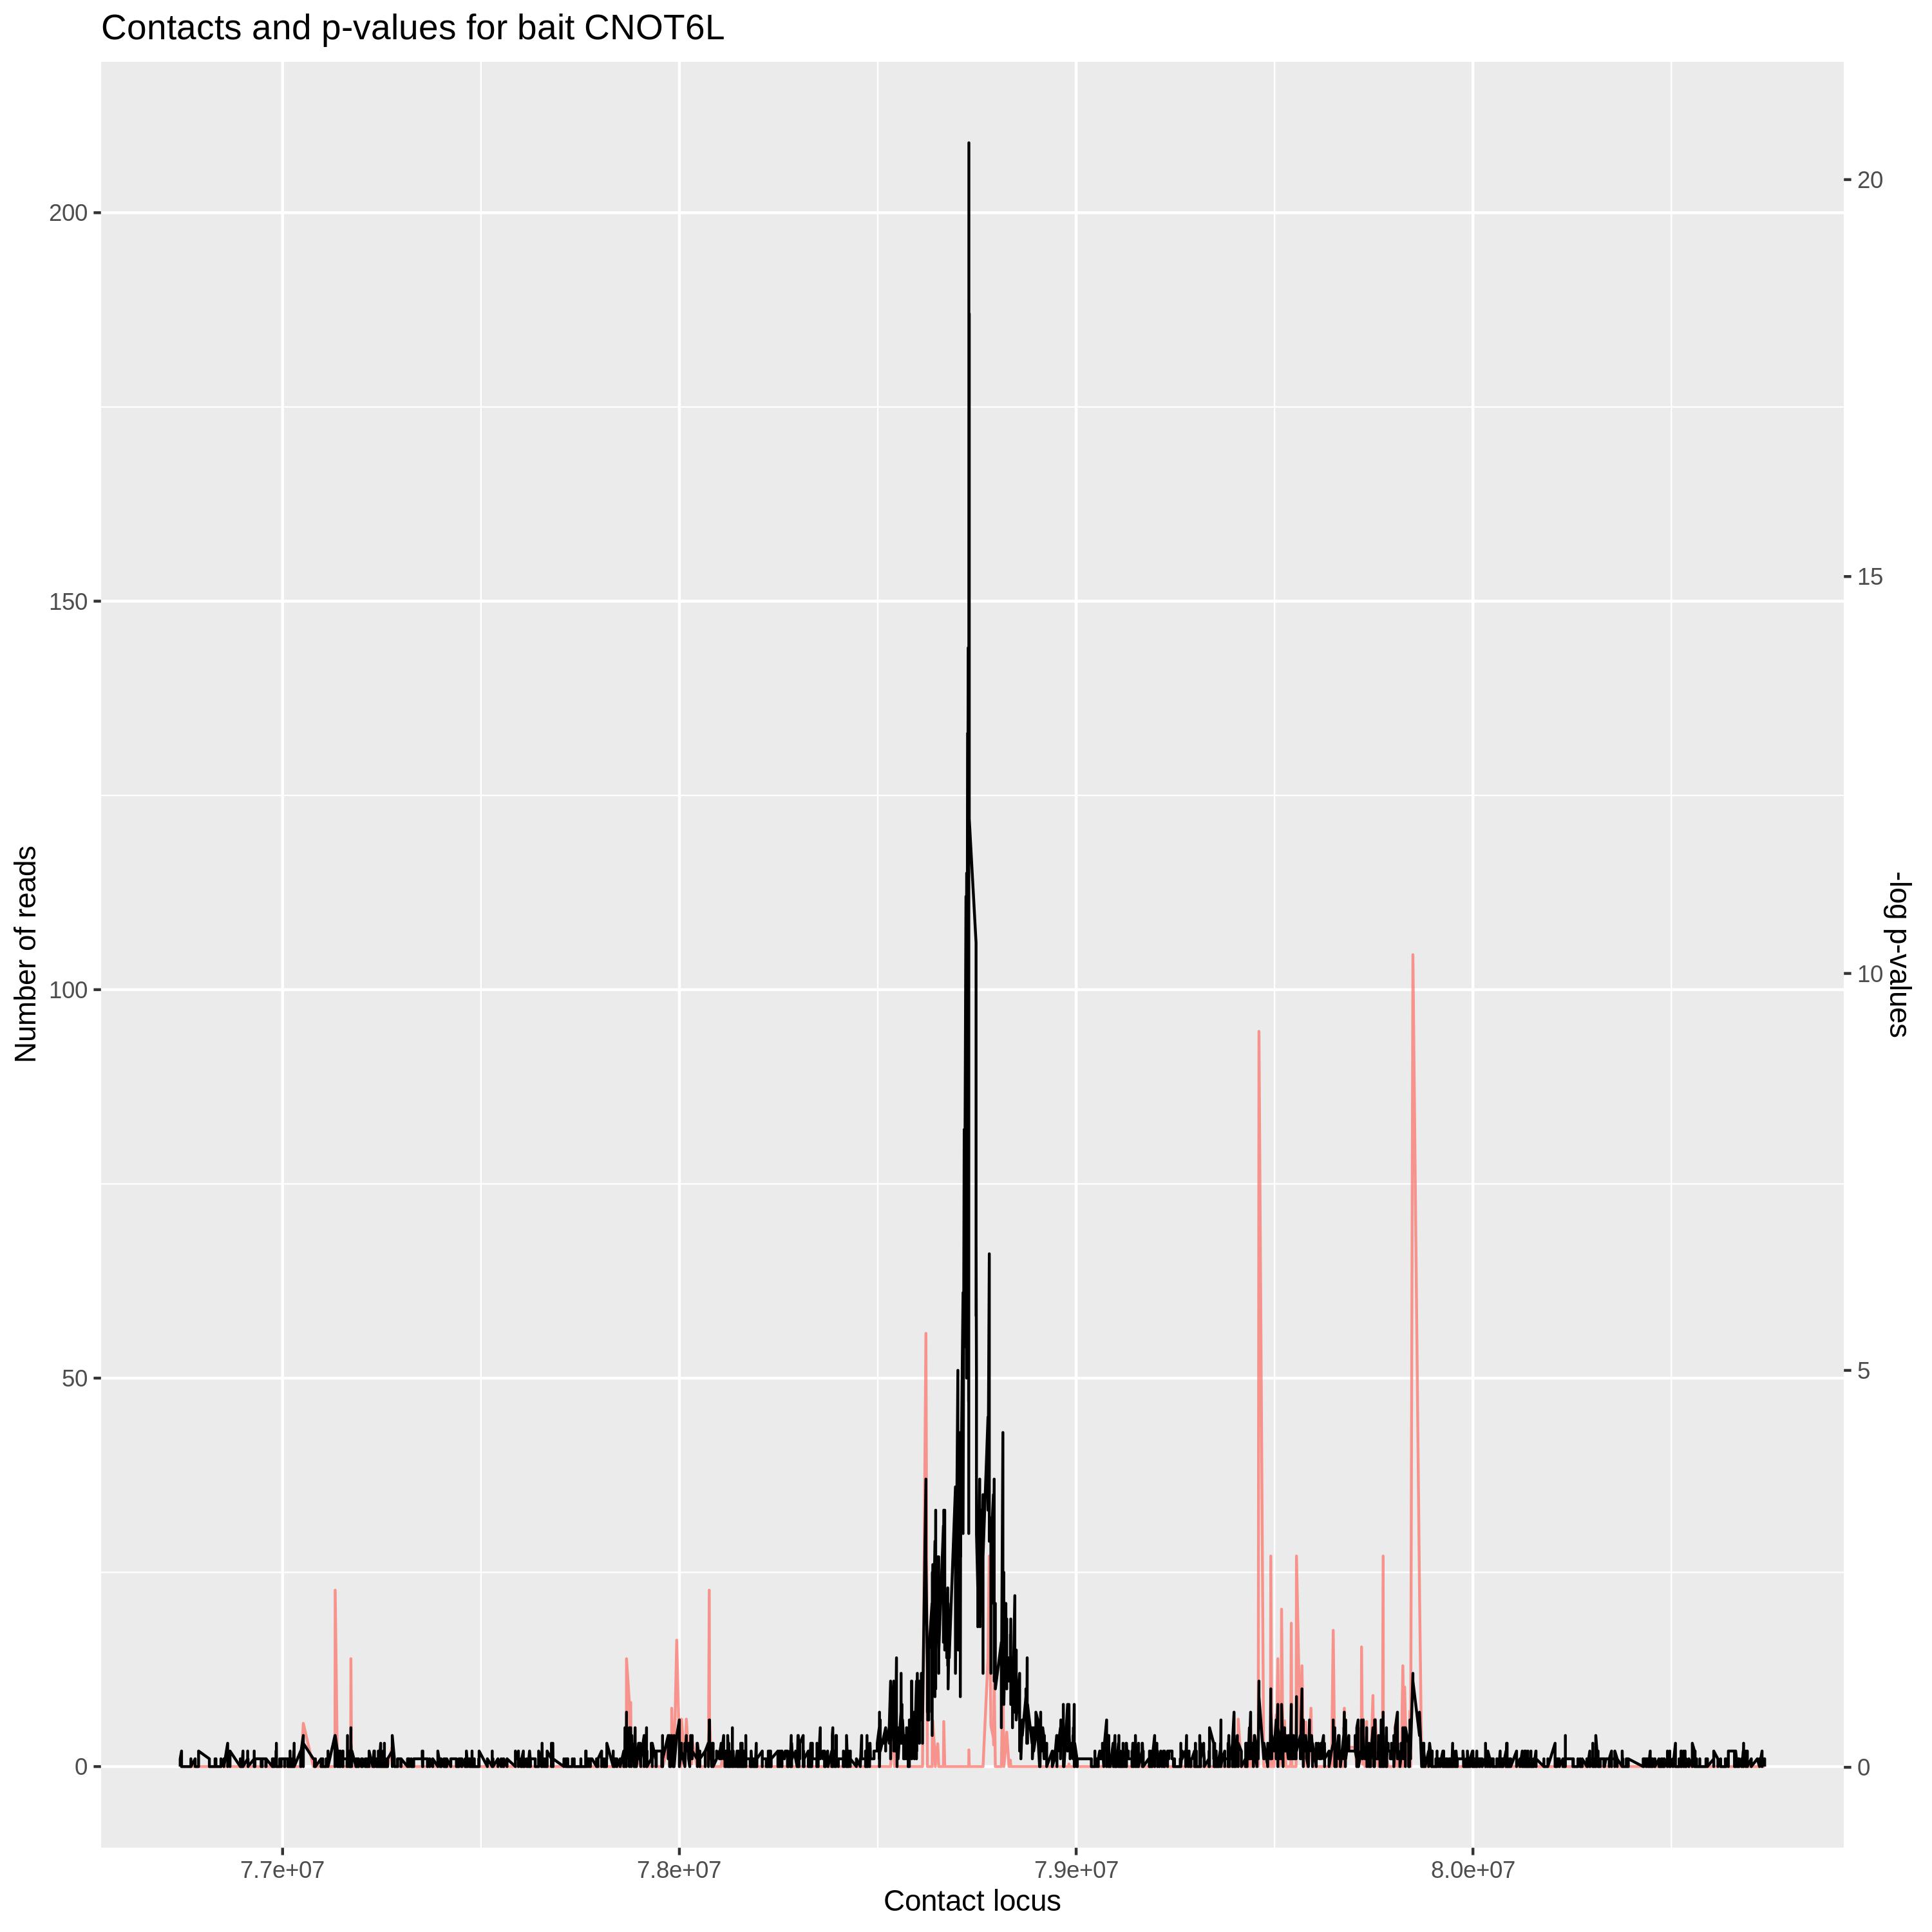 Contacts and p-values for bait CNOT6L
Number of reads
200
150
100
50
0
20
15
10
5
0
-log p-values
7.7e+07 7.8e+07 7.9e+07 8.0e+07
Contact locus